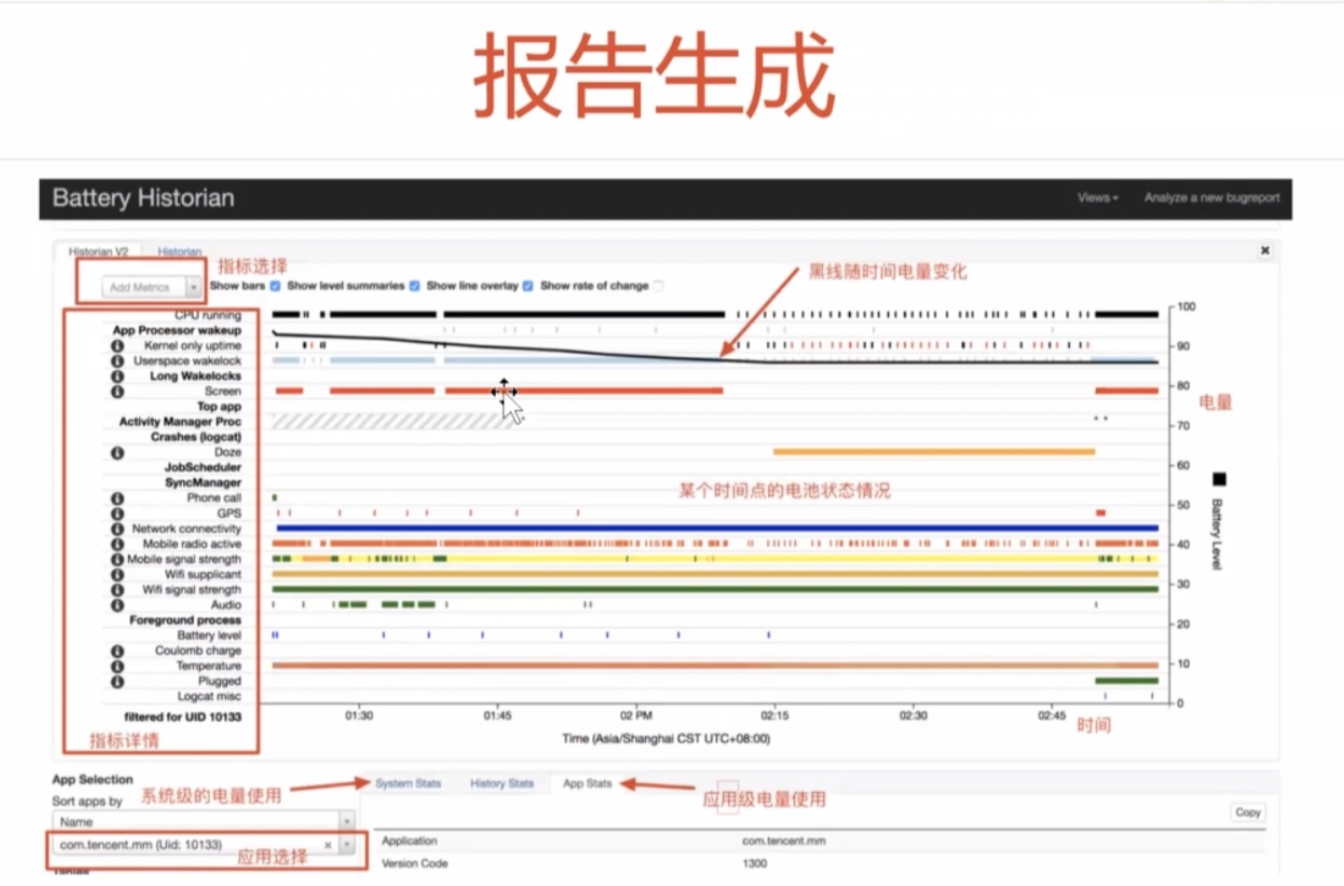 报告生成
Battery Historian
Views
Analyze a new bugreport
Historian V2
Historian
指标选择
Add Metrics
Show bars
Show level summaries
Show line overlay
Show rate of change
黑线随时间电量变化
CPU running
App Processor wakeup
Kernel only uptime
Userspace wakelock
Long Wakelocks
Screen
Top app
Activity Manager Proc
Crashes (logcat)
Doze
JobScheduler
SyncManager
Phone call
GPS
Network connectivity
Mobile radio active
Mobile signal strength
Wifi supplicant
Wifi signal strength
Audio
Foreground process
Battery level
Coulomb charge
Temperature
Plugged
Logcat misc
filtered for UID 10133
指标详情
某个时间点的电池状态情况
100
90
80
70
60
50
40
30
20
10
0
电量
Battery Level
01:30
01:45
02 PM
02:15
02:30
02:45
时间
Time (Asia/Shanghai CST UTC+08:00)
App Selection
Sort apps by
系统级的电量使用
Name
com.tencent.mm (Uid: 10133)
应用选择
System Stats
History Stats
App Stats
应用级电量使用
Copy
Application
com.tencent.mm
Version Code
1300